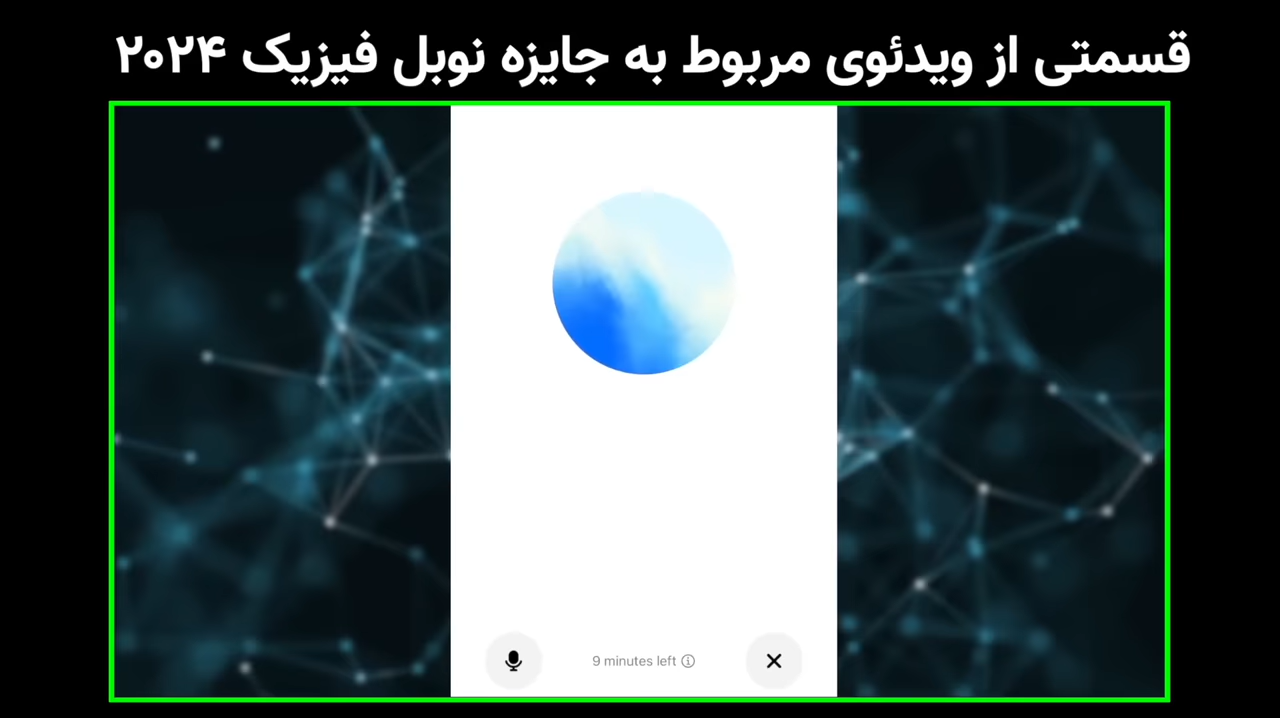 قسمتی از ویدئوی مربوط به جایزه نوبل فیزیک ۲۰۲۴
9 minutes left